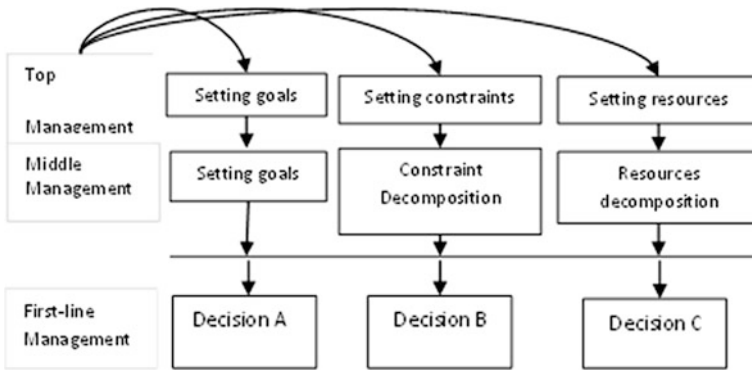 Top
Management
Setting goals
Setting constraints
Setting resources
Middle
Management
Setting goals
Constraint
Decomposition
Resources
decomposition
First-line
Management
Decision A
Decision B
Decision C